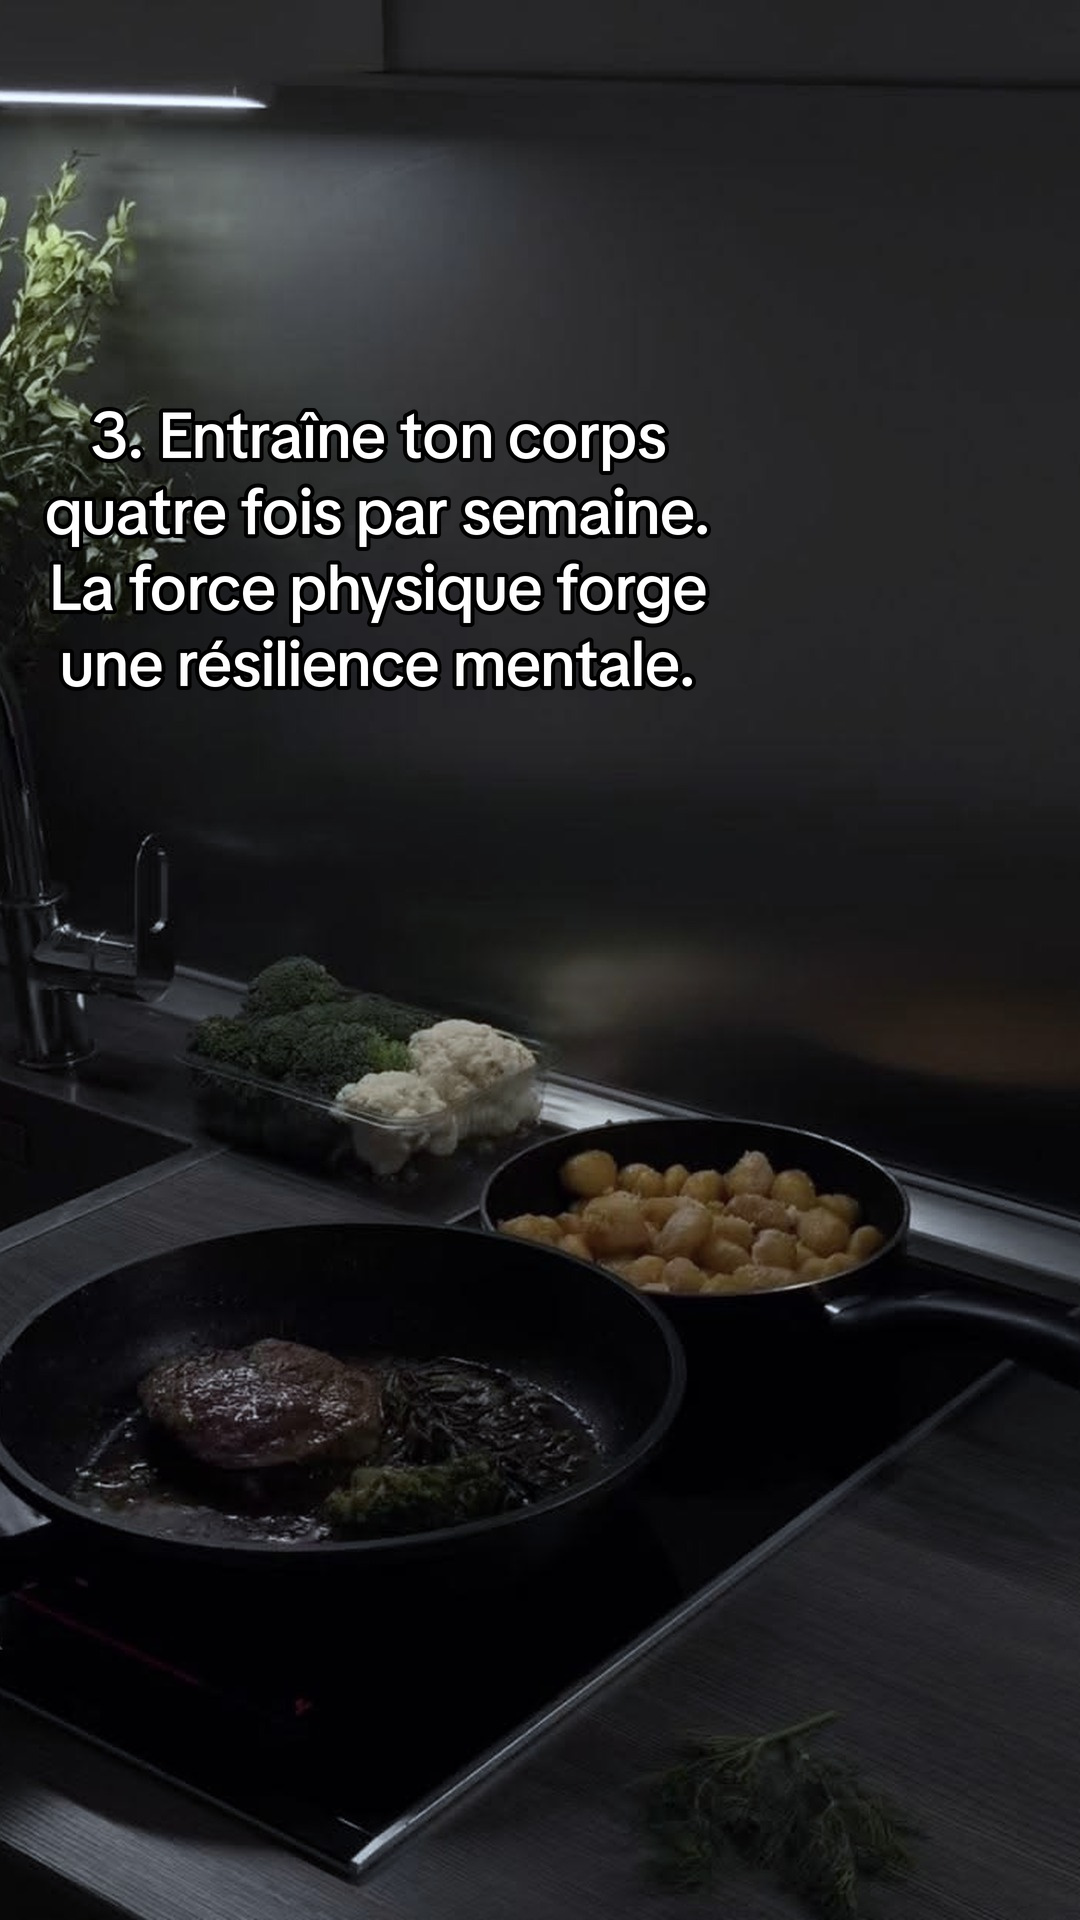 3. Entraîne ton corps
quatre fois par semaine.
La force physique forge
une résilience mentale.